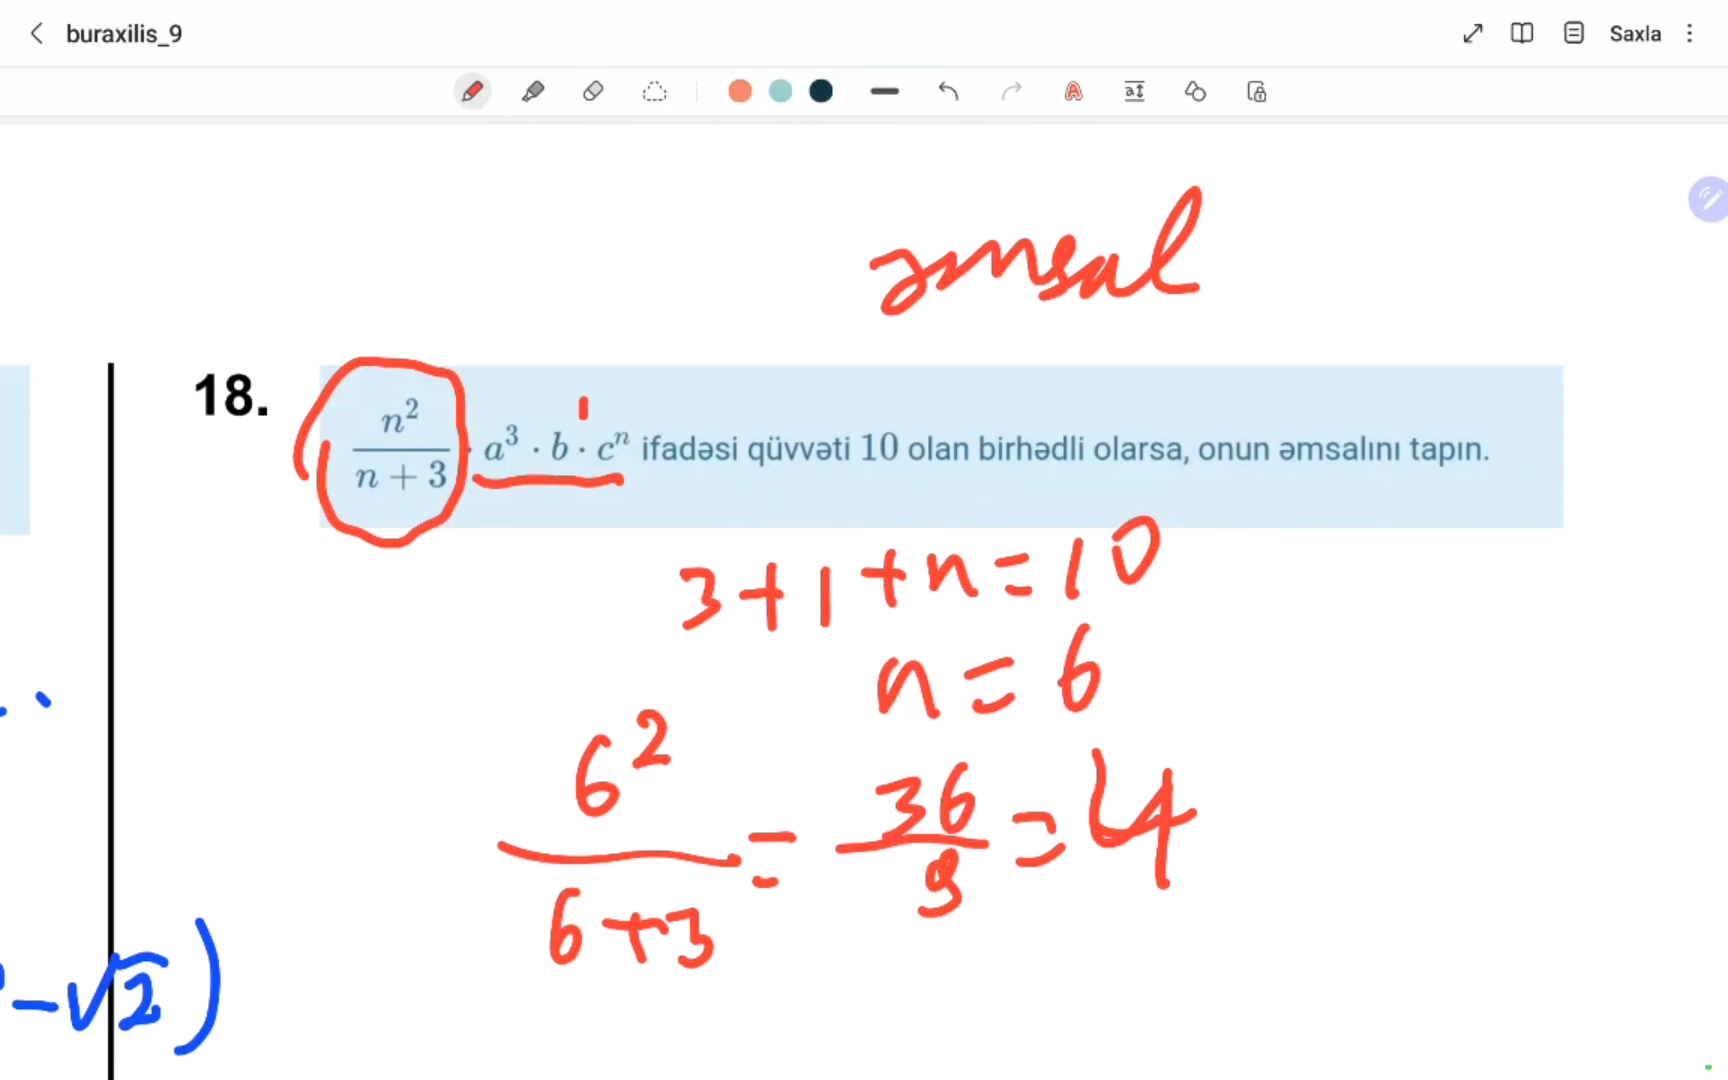 buraxilis_9
Saxla
əmsal
18.
1
n²/(n + 3) · a³ · b · cⁿ ifadəsi qüvvəti 10 olan birhədli olarsa, onun əmsalını tapın.
3+1+n=10
n=6
6²/(6+3) = 36/9 = 4
-√2)